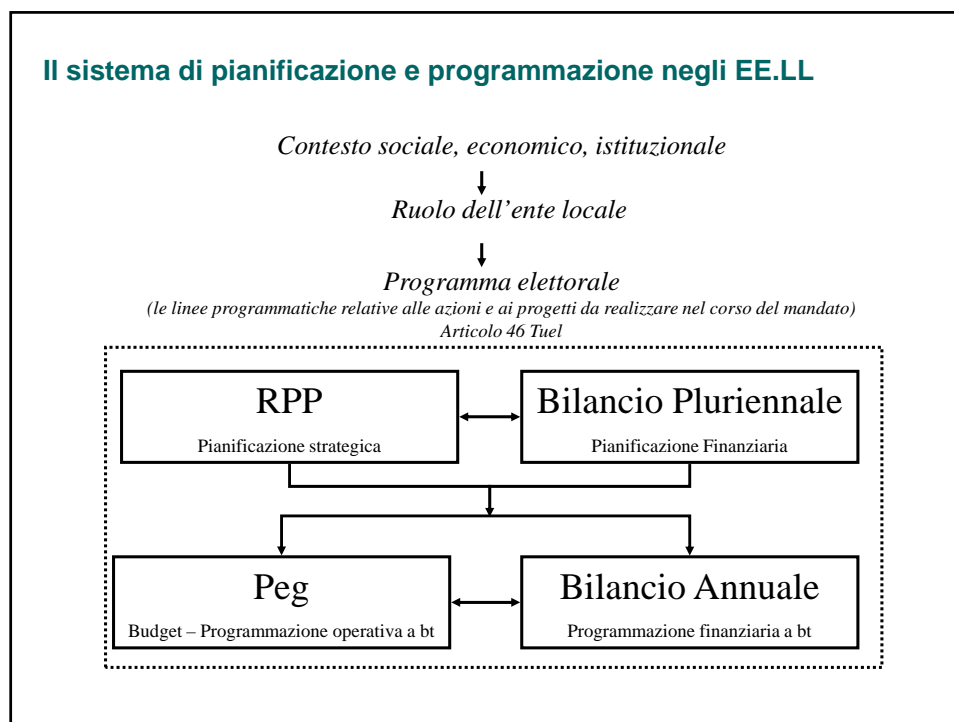 Il sistema di pianificazione e programmazione negli EE.LL
Contesto sociale, economico, istituzionale
Ruolo dell'ente locale
Programma elettorale
(le linee programmatiche relative alle azioni e ai progetti da realizzare nel corso del mandato)
Articolo 46 Tuel
RPP
Pianificazione strategica
Bilancio Pluriennale
Pianificazione Finanziaria
Peg
Budget – Programmazione operativa a bt
Bilancio Annuale
Programmazione finanziaria a bt